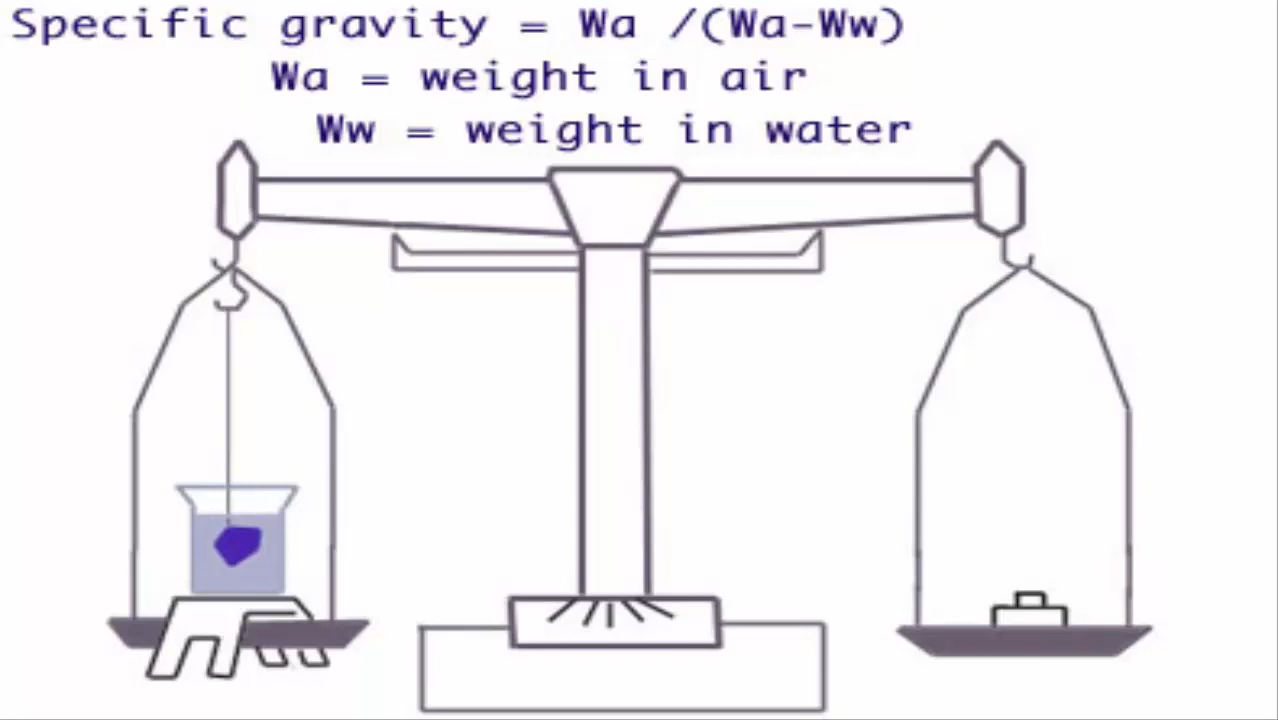 Specific gravity = Wa /(Wa-Ww)
Wa = weight in air
Ww = weight in water